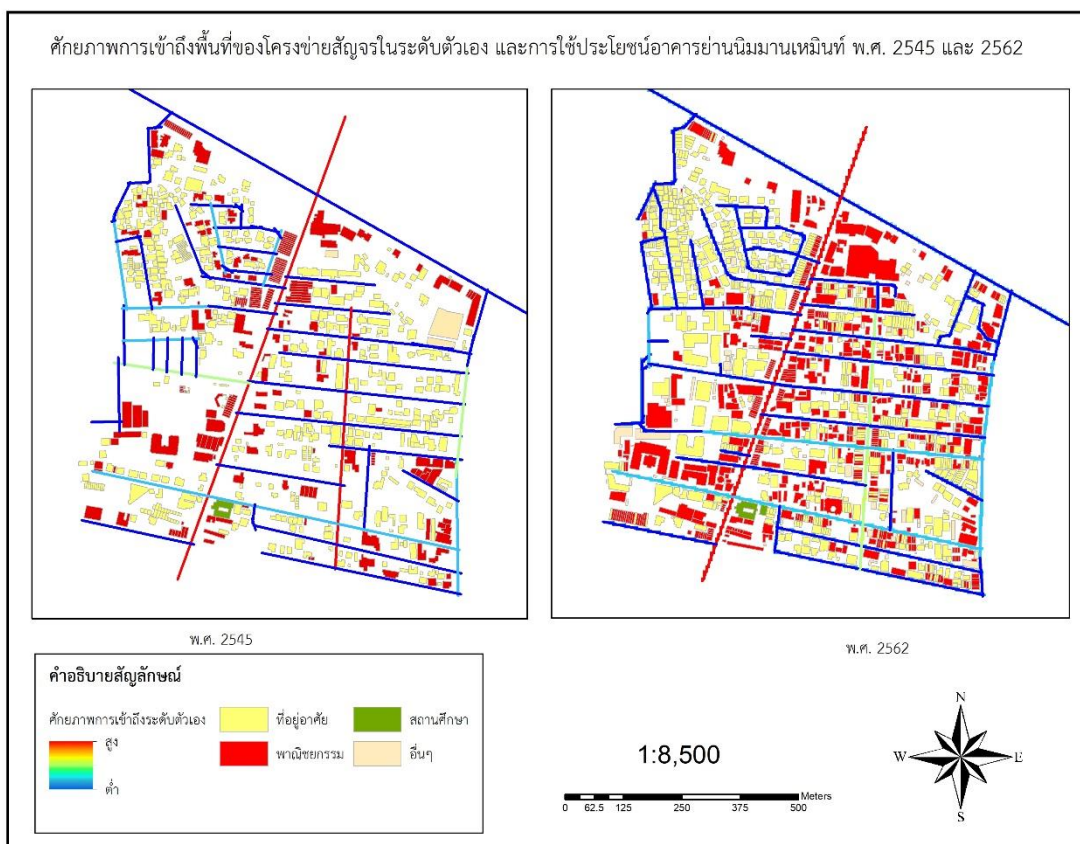 ศักยภาพการเข้าถึงพื้นที่ของโครงข่ายสัญจรในระดับตัวเอง และการใช้ประโยชน์อาคารย่านนิมมานเหมินท์ พ.ศ. 2545 และ 2562
พ.ศ. 2545
พ.ศ. 2562
คำอธิบายสัญลักษณ์
ศักยภาพการเข้าถึงระดับตัวเอง
สูง
ต่ำ
ที่อยู่อาศัย
พาณิชยกรรม
สถานศึกษา
อื่นๆ
1:8,500
Meters
0 62.5 125 250 375 500
N
W E
S